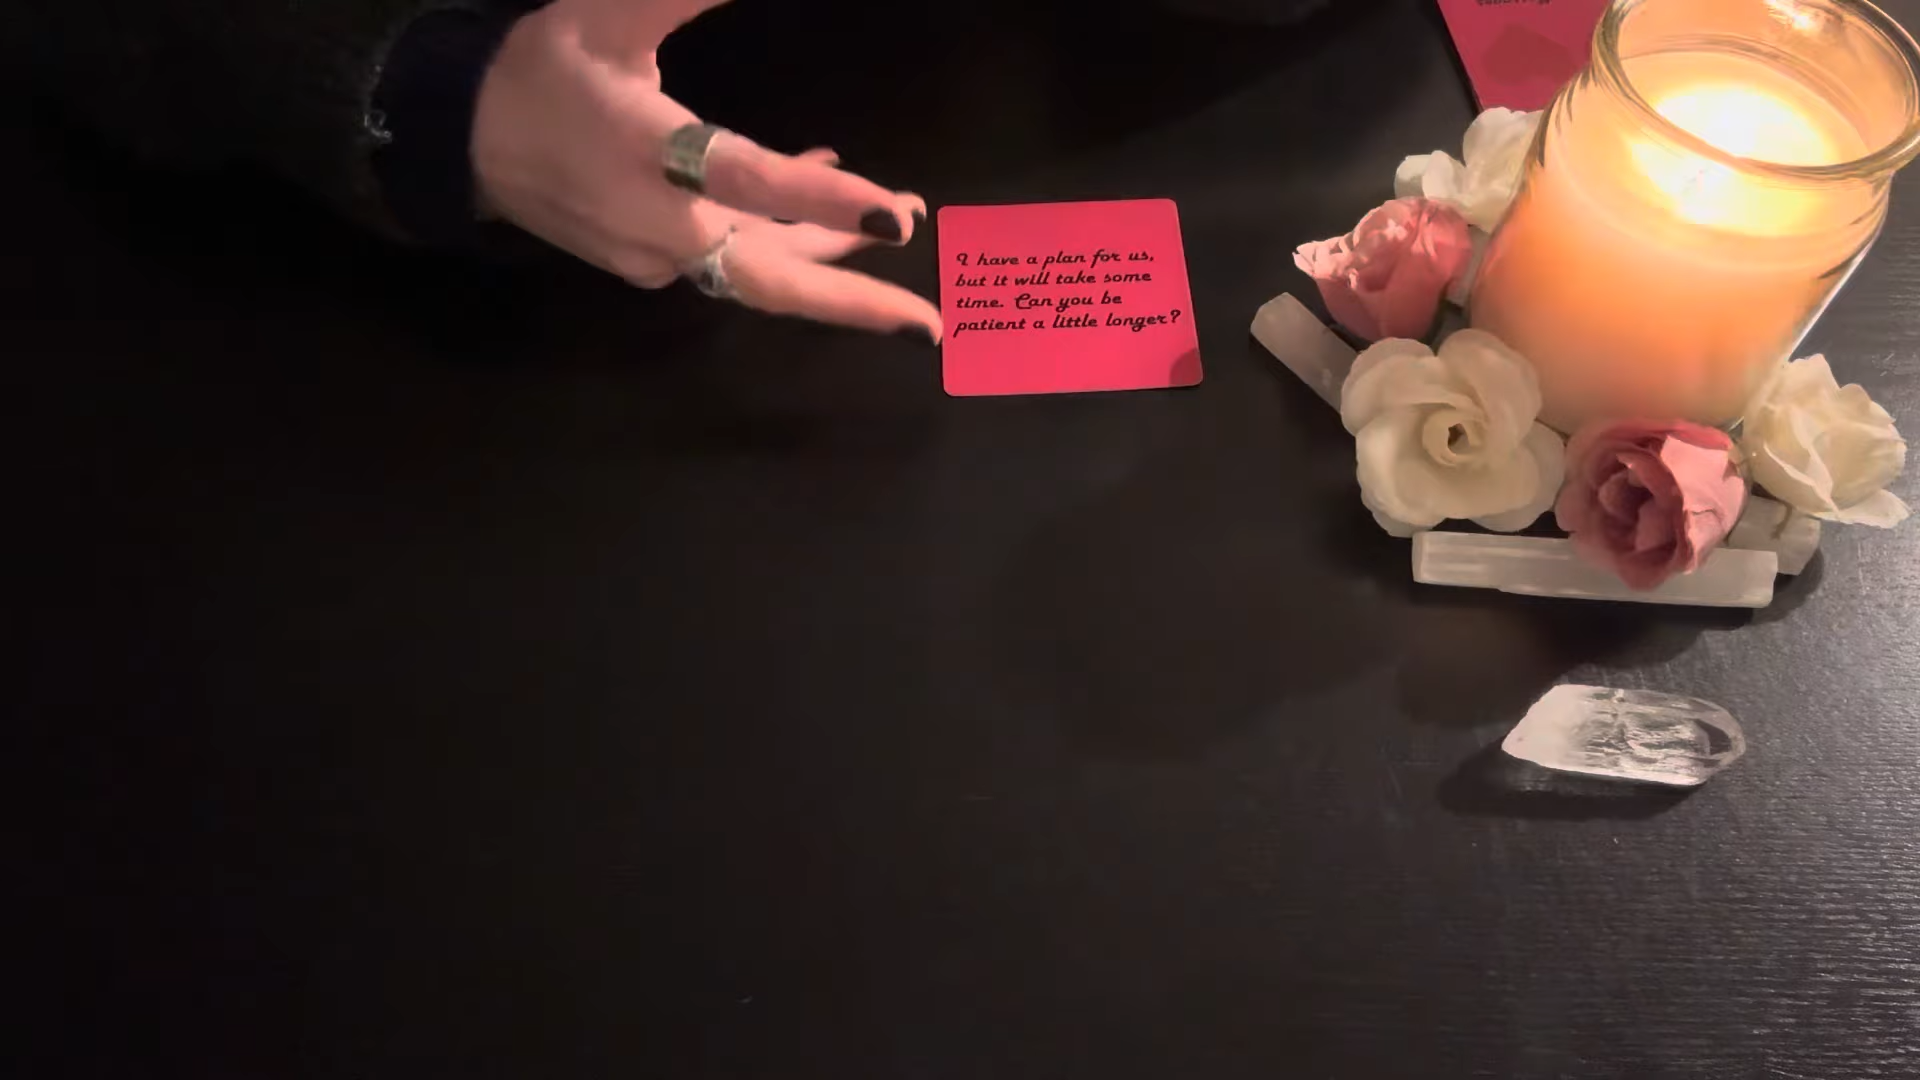 I have a plan for us,
but it will take some
time. Can you be
patient a little longer?